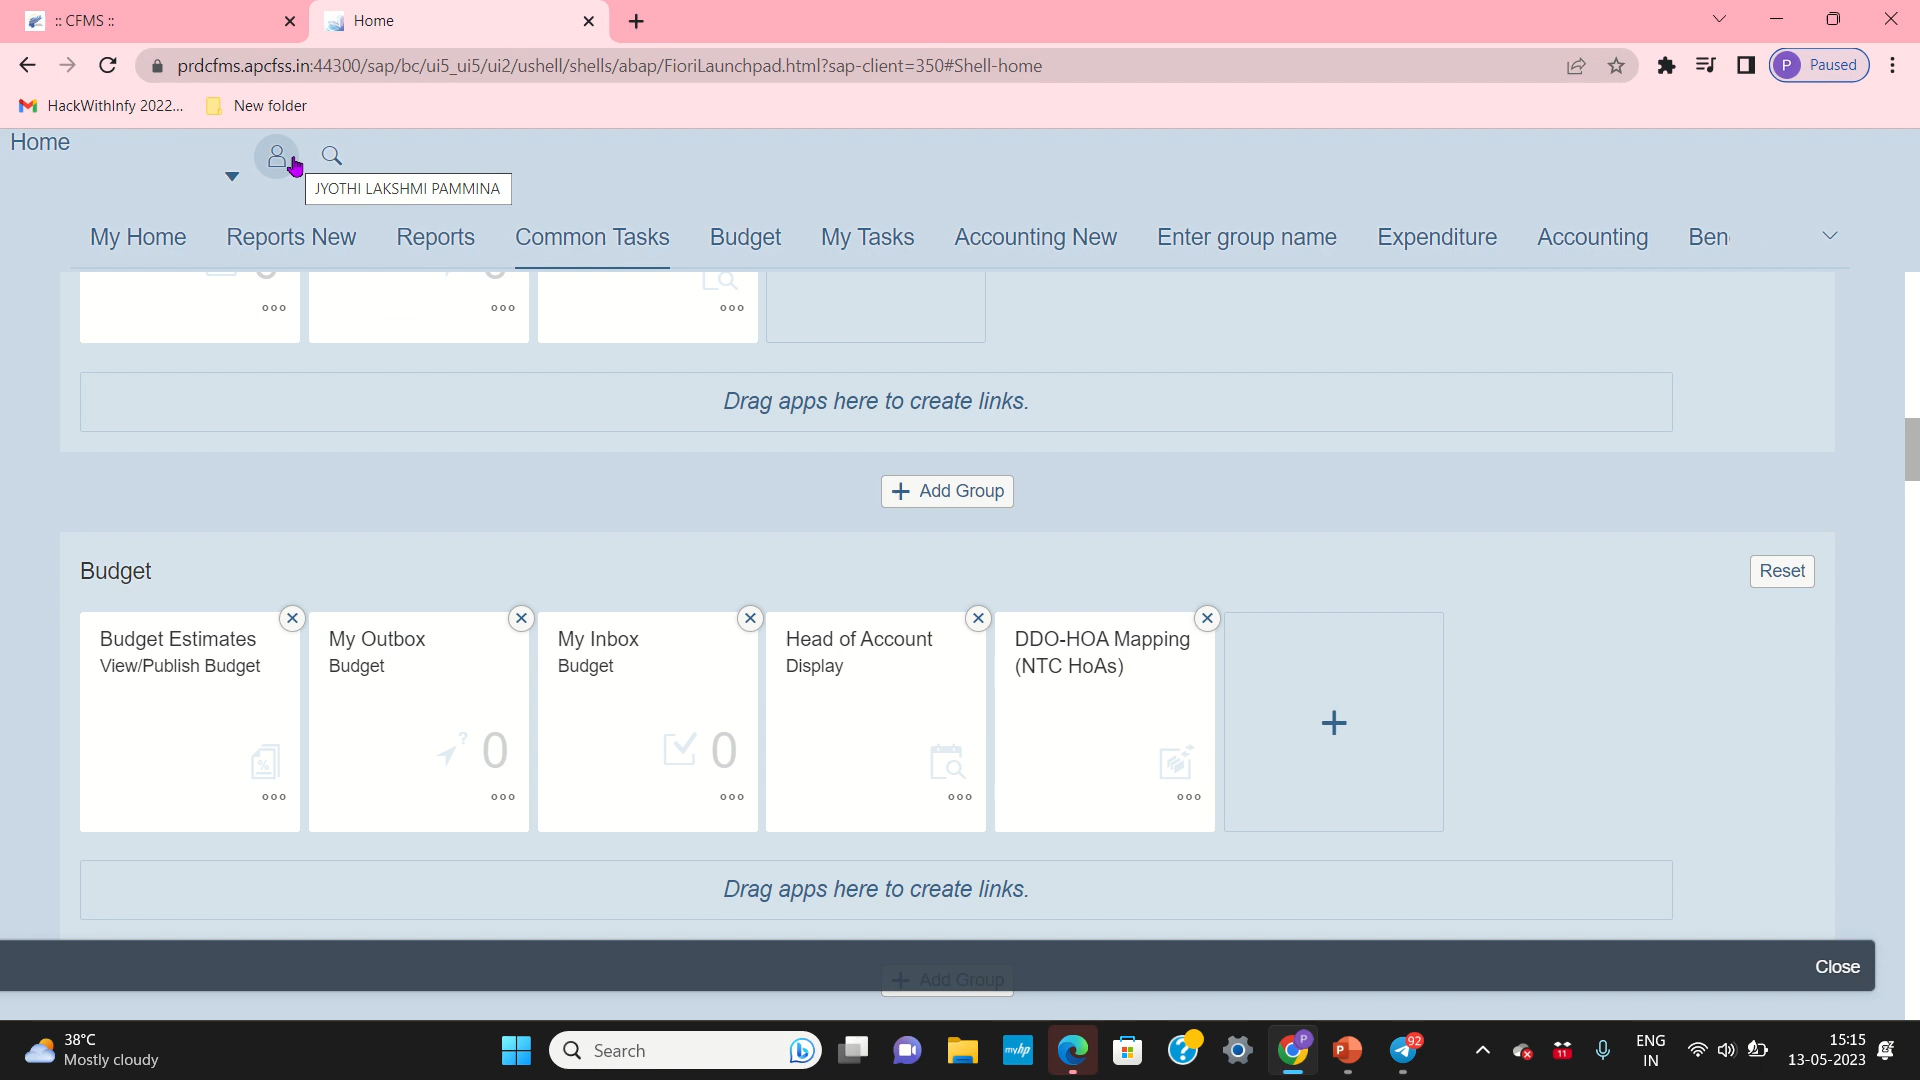 :: CFMS ::
Home
prdcfms.apcfss.in:44300/sap/bc/ui5_ui5/ui2/ushell/shells/abap/FioriLaunchpad.html?sap-client=350#Shell-home
P Paused
HackWithInfy 2022... New folder
Home
JYOTHI LAKSHMI PAMMINA
My Home Reports New Reports Common Tasks Budget My Tasks Accounting New Enter group name Expenditure Accounting Ben
Drag apps here to create links.
+ Add Group
Budget
Reset
Budget Estimates
View/Publish Budget
My Outbox
Budget
0
My Inbox
Budget
0
Head of Account
Display
DDO-HOA Mapping
(NTC HoAs)
+
Drag apps here to create links.
+ Add Group
Close
38°C
Mostly cloudy
Search
myhp
P
92
11
ENG
IN
15:15
13-05-2023